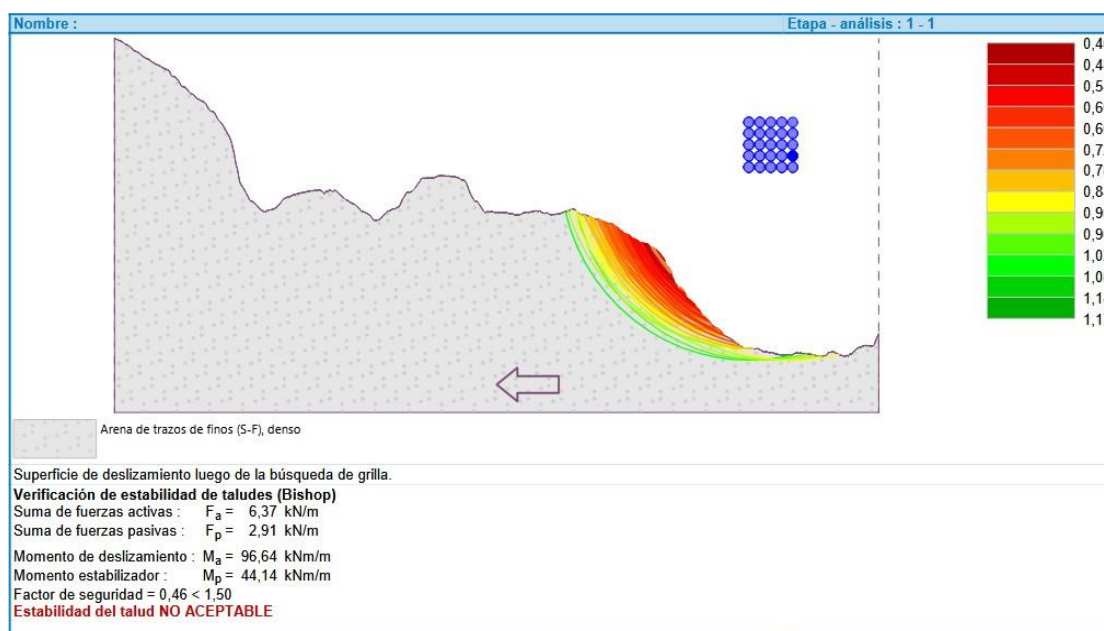 Nombre :
Etapa - análisis : 1 - 1
0,4
0,4
0,5
0,6
0,6
0,7
0,7
0,8
0,9
0,9
1,0
1,0
1,1
1,1
Arena de trazos de finos (S-F), denso
Superficie de deslizamiento luego de la búsqueda de grilla.
Verificación de estabilidad de taludes (Bishop)
Suma de fuerzas activas : Fa = 6,37 kN/m
Suma de fuerzas pasivas : Fp = 2,91 kN/m
Momento de deslizamiento : Ma = 96,64 kNm/m
Momento estabilizador : Mp = 44,14 kNm/m
Factor de seguridad = 0,46 < 1,50
Estabilidad del talud NO ACEPTABLE